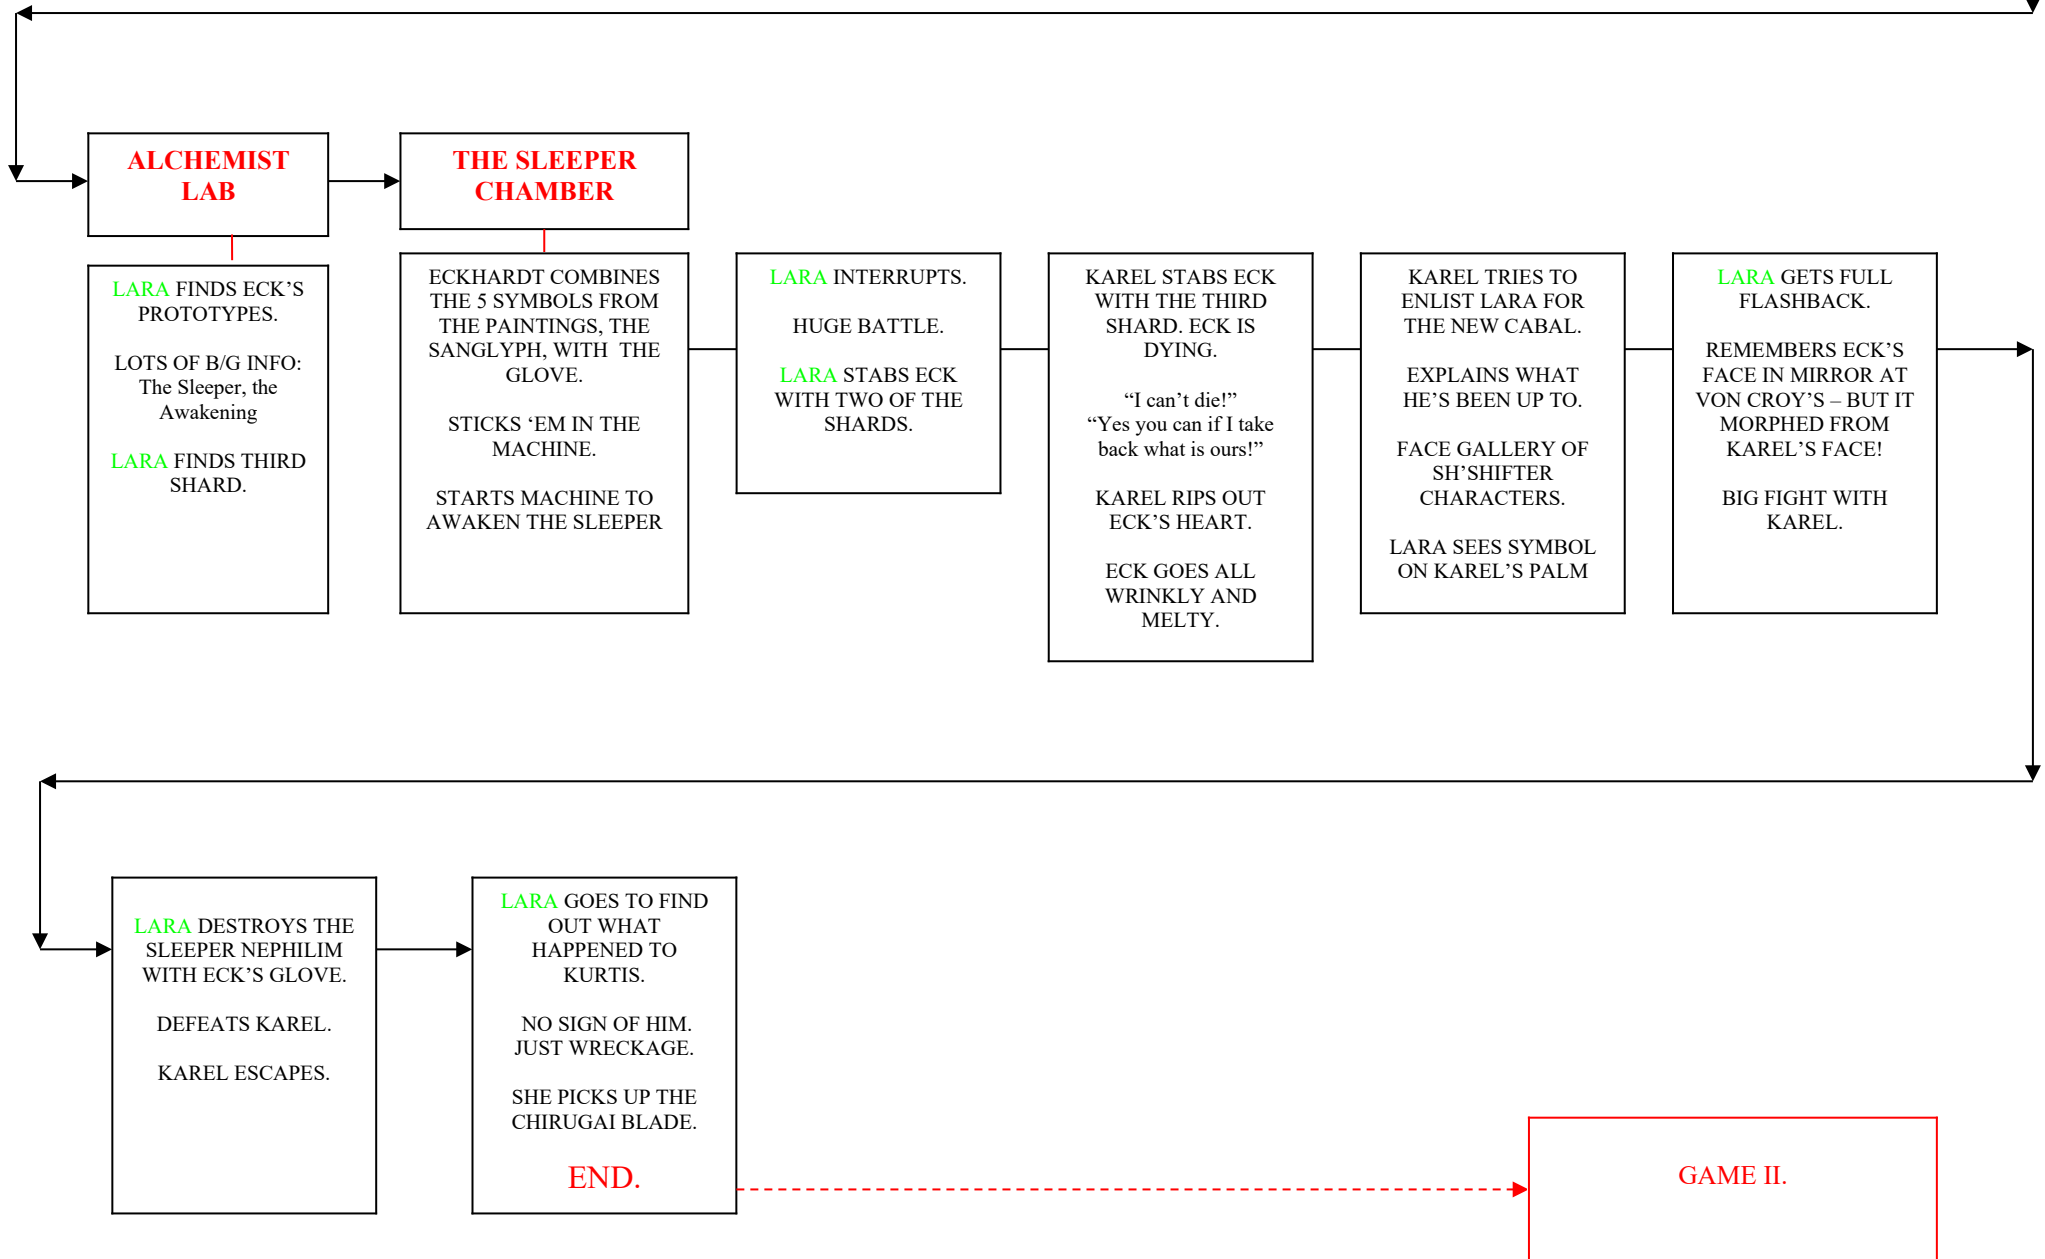 ALCHEMIST
LAB
THE SLEEPER
CHAMBER
LARA FINDS ECK’S
PROTOTYPES.
LOTS OF B/G INFO:
The Sleeper, the
Awakening
LARA FINDS THIRD
SHARD.
ECKHARDT COMBINES
THE 5 SYMBOLS FROM
THE PAINTINGS, THE
SANGLYPH, WITH THE
GLOVE.
STICKS ‘EM IN THE
MACHINE.
STARTS MACHINE TO
AWAKEN THE SLEEPER
LARA INTERRUPTS.
HUGE BATTLE.
LARA STABS ECK
WITH TWO OF THE
SHARDS.
KAREL STABS ECK
WITH THE THIRD
SHARD. ECK IS
DYING.
“I can’t die!”
“Yes you can if I take
back what is ours!”
KAREL RIPS OUT
ECK’S HEART.
ECK GOES ALL
WRINKLY AND
MELTY.
KAREL TRIES TO
ENLIST LARA FOR
THE NEW CABAL.
EXPLAINS WHAT
HE’S BEEN UP TO.
FACE GALLERY OF
SH’SHIFTER
CHARACTERS.
LARA SEES SYMBOL
ON KAREL’S PALM
LARA GETS FULL
FLASHBACK.
REMEMBERS ECK’S
FACE IN MIRROR AT
VON CROY’S – BUT IT
MORPHED FROM
KAREL’S FACE!
BIG FIGHT WITH
KAREL.
LARA DESTROYS THE
SLEEPER NEPHILIM
WITH ECK’S GLOVE.
DEFEATS KAREL.
KAREL ESCAPES.
LARA GOES TO FIND
OUT WHAT
HAPPENED TO
KURTIS.
NO SIGN OF HIM.
JUST WRECKAGE.
SHE PICKS UP THE
CHIRUGAI BLADE.
END.
GAME II.